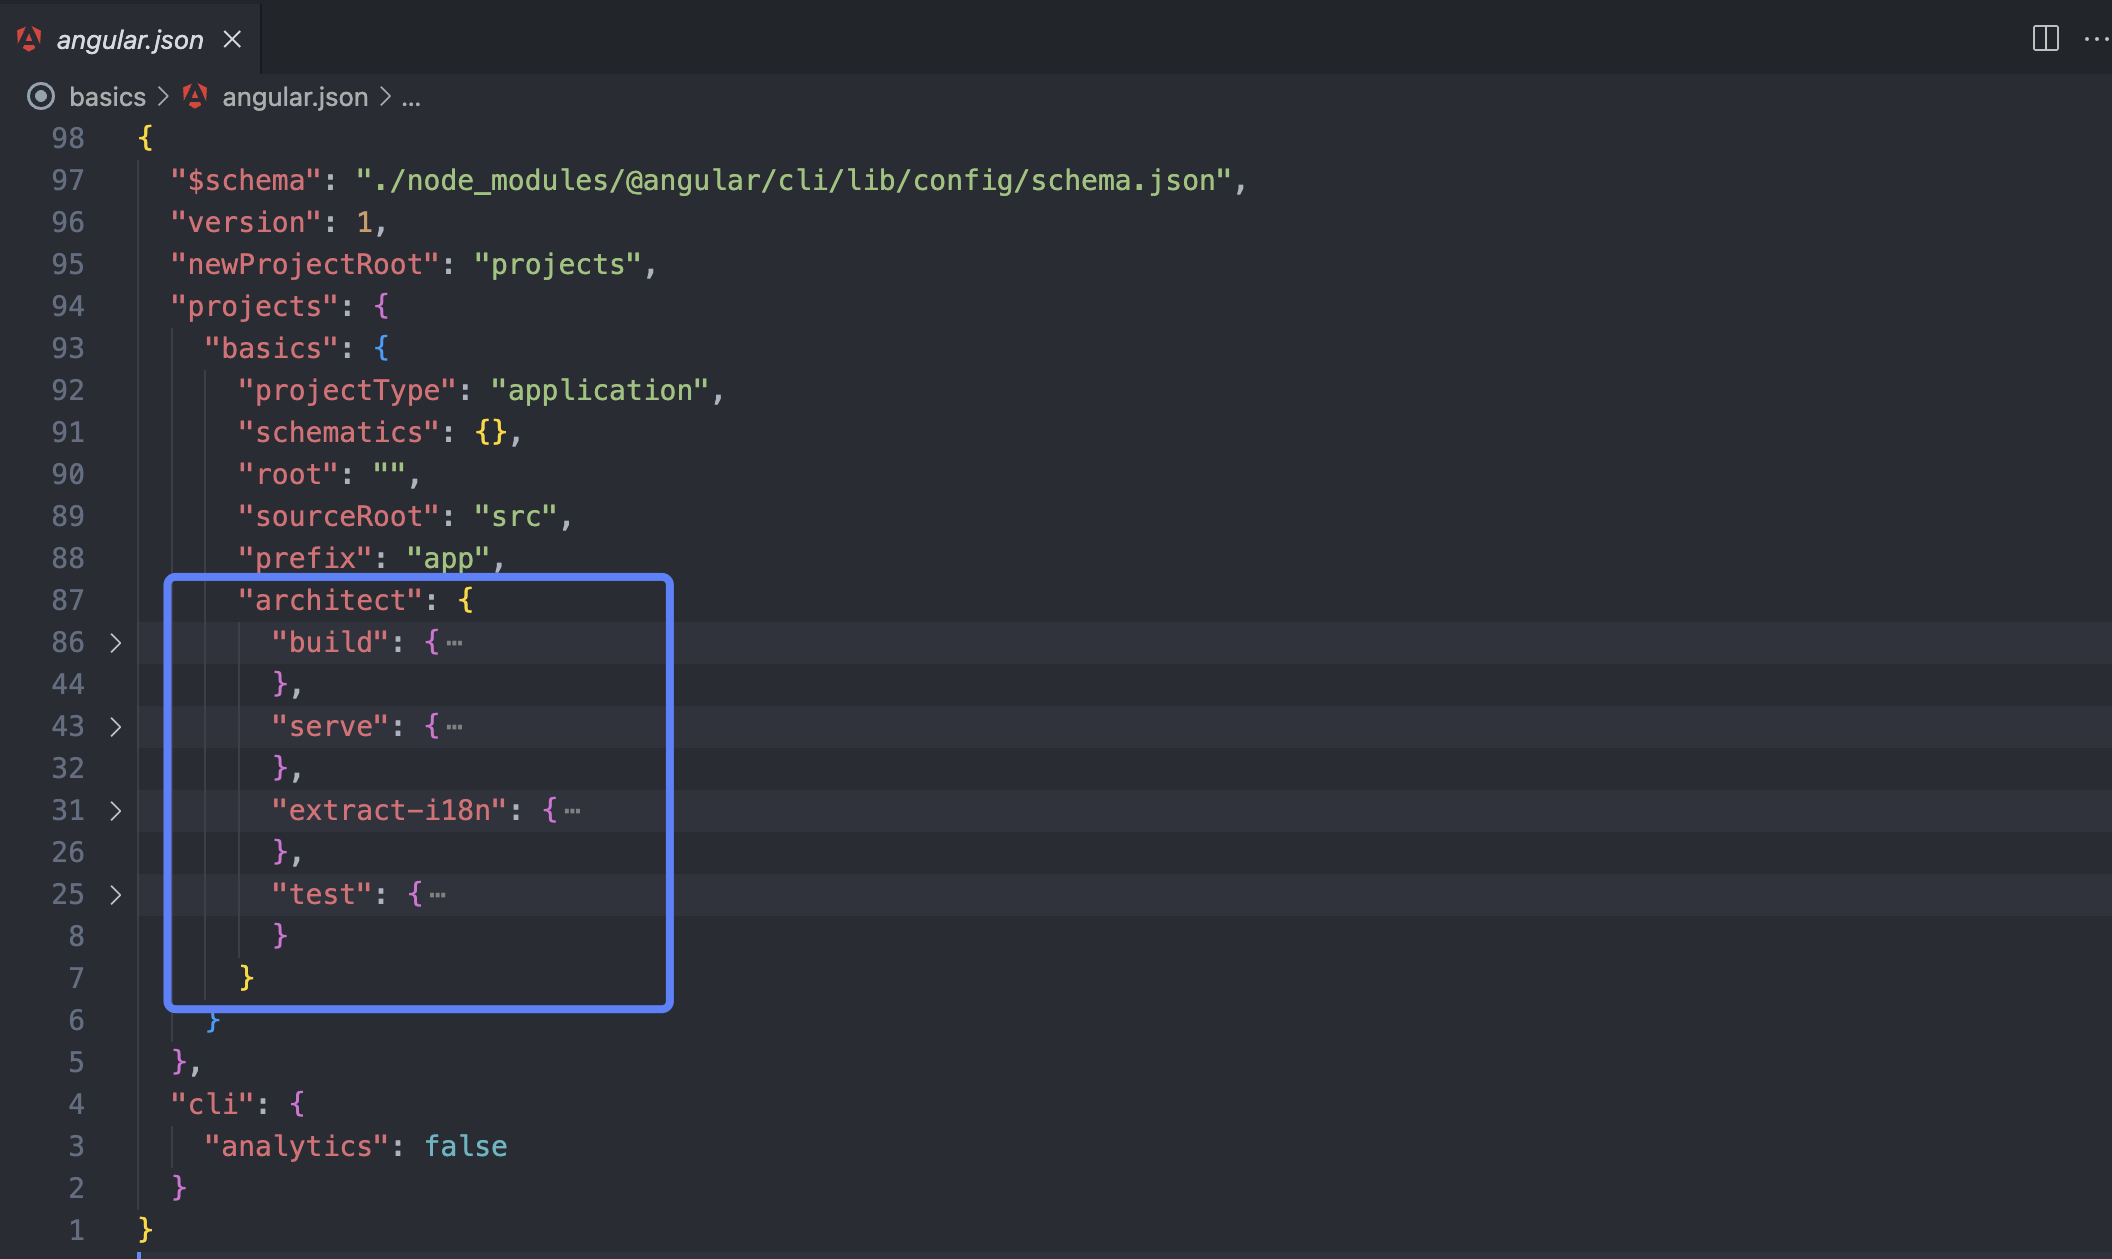 angular.json
basics > angular.json > ...
98 {
97 "$schema": "./node_modules/@angular/cli/lib/config/schema.json",
96 "version": 1,
95 "newProjectRoot": "projects",
94 "projects": {
93 "basics": {
92 "projectType": "application",
91 "schematics": {},
90 "root": "",
89 "sourceRoot": "src",
88 "prefix": "app",
87 "architect": {
86 "build": {⋯
44 },
43 "serve": {⋯
32 },
31 "extract-i18n": {⋯
26 },
25 "test": {⋯
8 }
7 }
6 }
5 },
4 "cli": {
3 "analytics": false
2 }
1 }